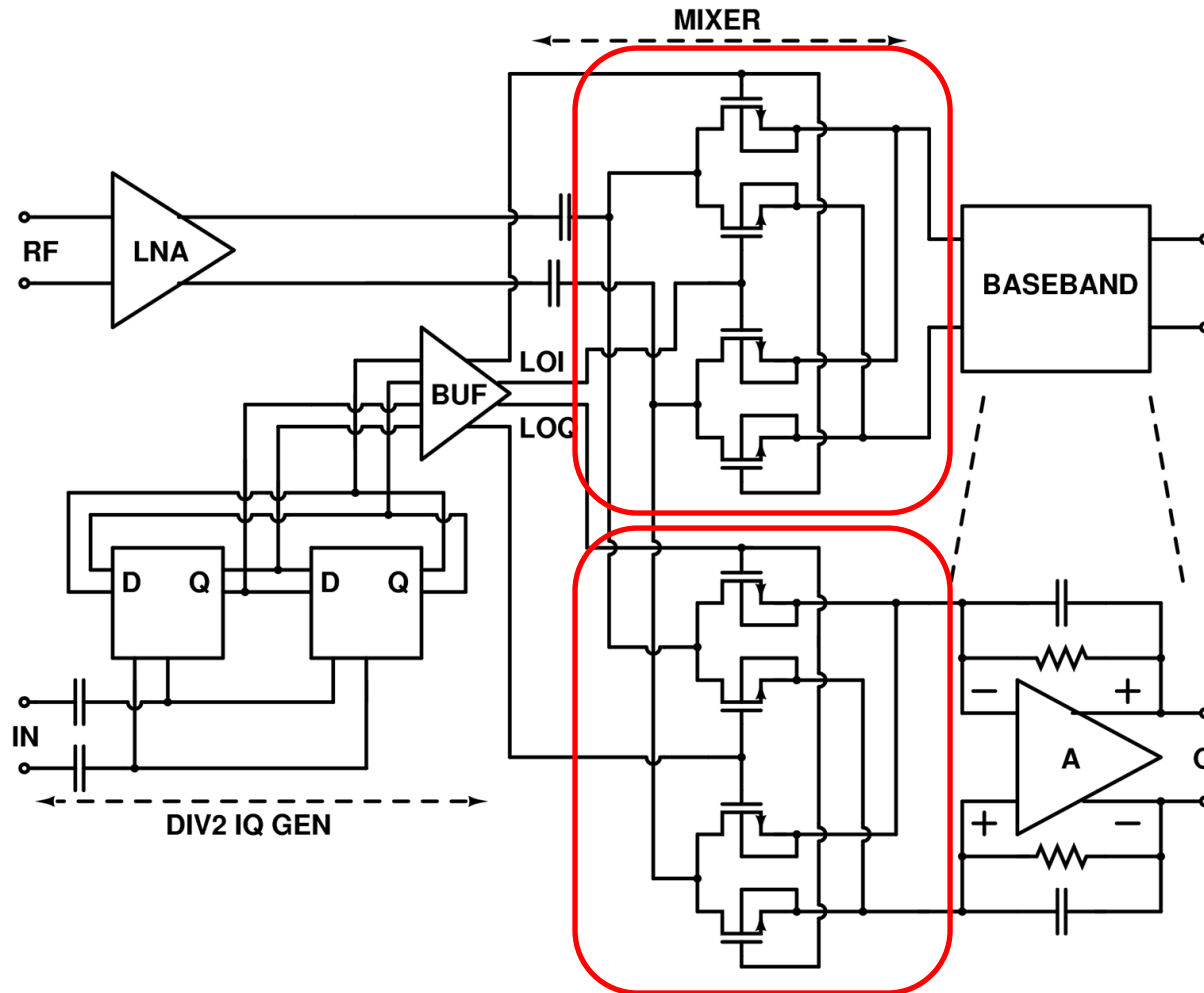 MIXER
RF
LNA
BASEBAND
LOI
BUF
LOQ
D Q
D Q
IN
DIV2 IQ GEN
− +
A
+ −